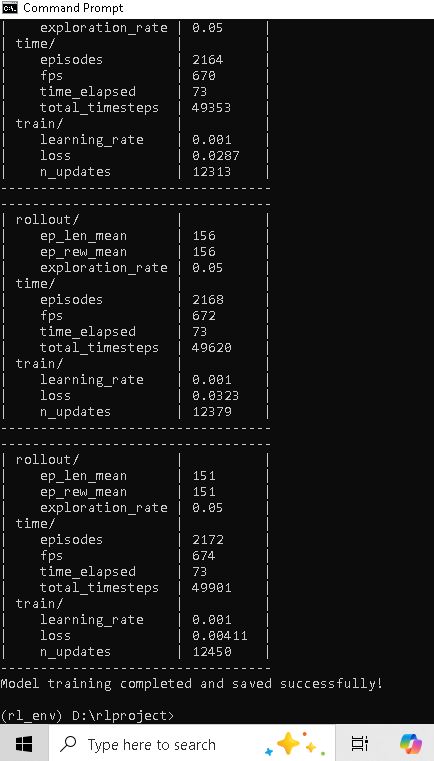 Command Prompt
|    exploration_rate | 0.05     |
| time/               |          |
|    episodes         | 2164     |
|    fps              | 670      |
|    time_elapsed     | 73       |
|    total_timesteps  | 49353    |
| train/              |          |
|    learning_rate    | 0.001    |
|    loss             | 0.0287   |
|    n_updates        | 12313    |
----------------------------------
----------------------------------
| rollout/            |          |
|    ep_len_mean      | 156      |
|    ep_rew_mean      | 156      |
|    exploration_rate | 0.05     |
| time/               |          |
|    episodes         | 2168     |
|    fps              | 672      |
|    time_elapsed     | 73       |
|    total_timesteps  | 49620    |
| train/              |          |
|    learning_rate    | 0.001    |
|    loss             | 0.0323   |
|    n_updates        | 12379    |
----------------------------------
----------------------------------
| rollout/            |          |
|    ep_len_mean      | 151      |
|    ep_rew_mean      | 151      |
|    exploration_rate | 0.05     |
| time/               |          |
|    episodes         | 2172     |
|    fps              | 674      |
|    time_elapsed     | 73       |
|    total_timesteps  | 49901    |
| train/              |          |
|    learning_rate    | 0.001    |
|    loss             | 0.00411  |
|    n_updates        | 12450    |
----------------------------------
Model training completed and saved successfully!
(rl_env) D:\rlproject>
Type here to search